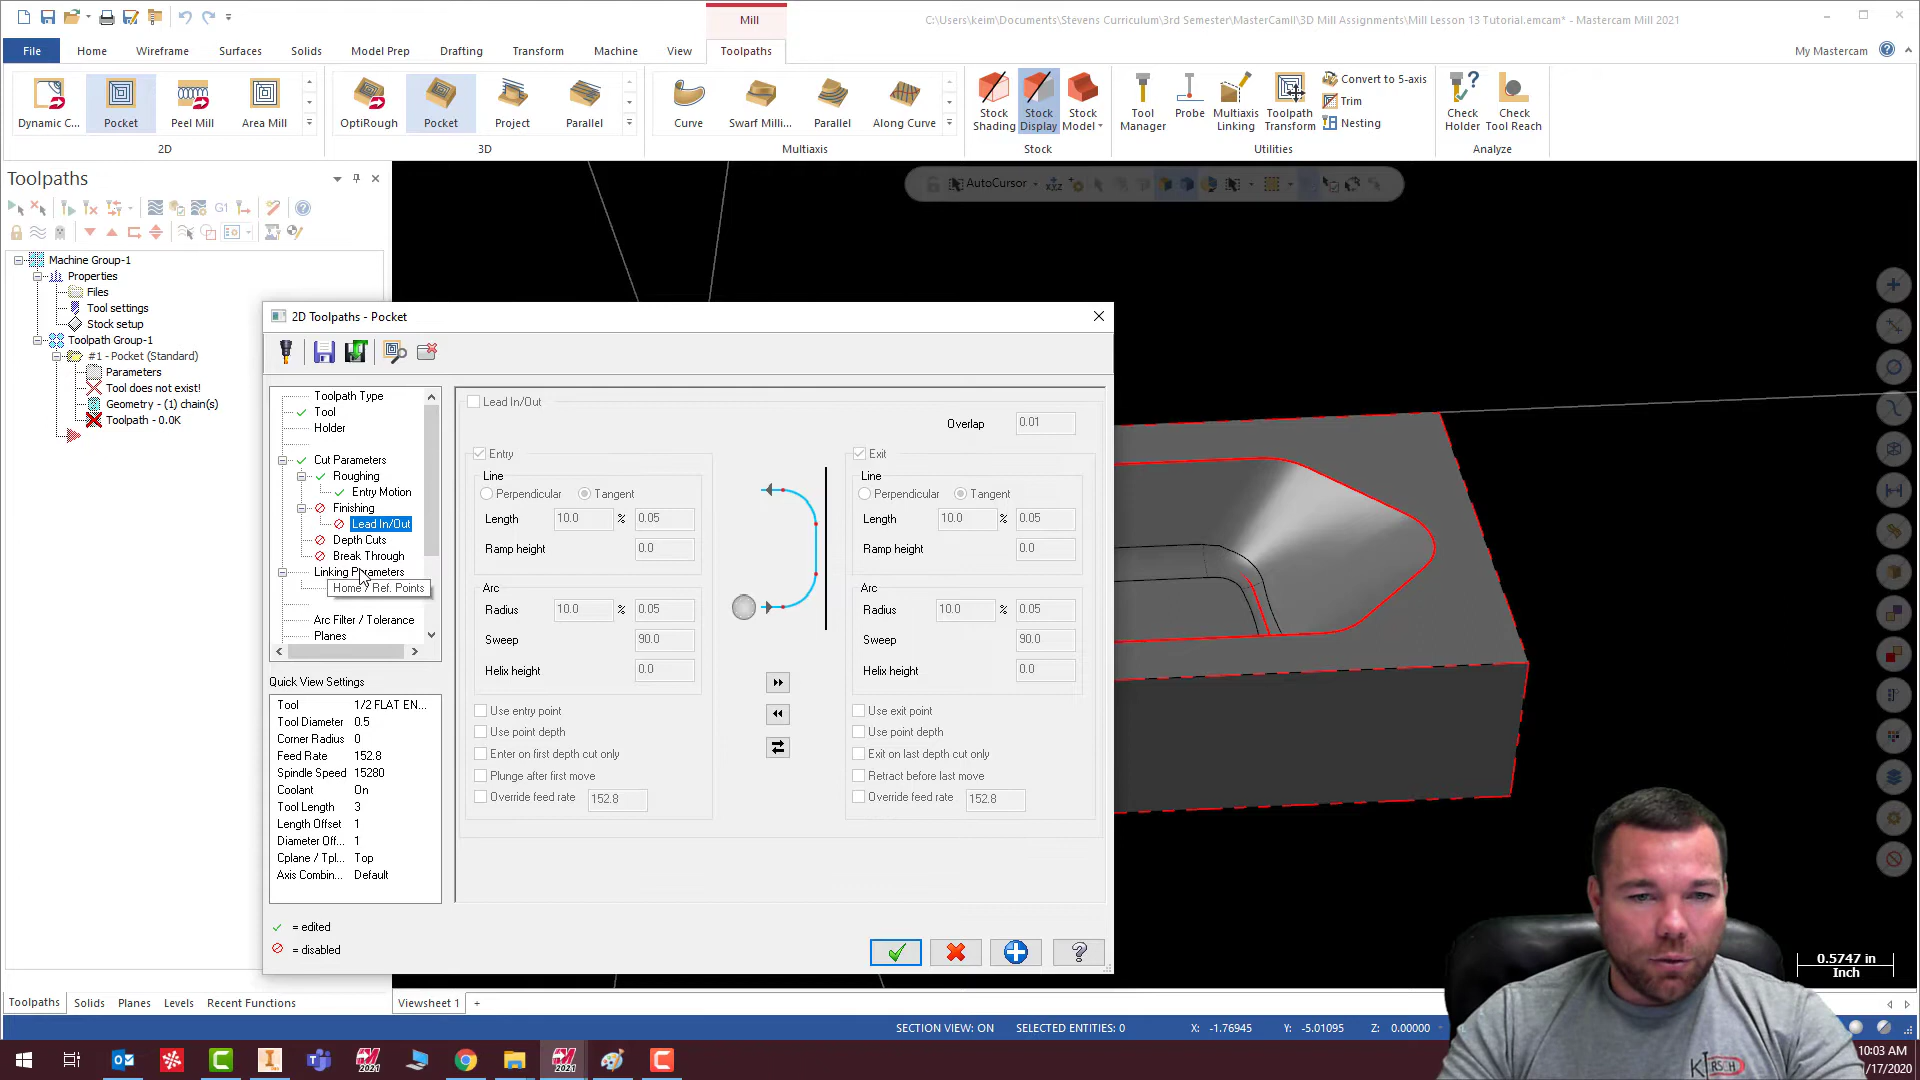 Mill
C:\Users\keim\Documents\Stevens Curriculum\3rd Semester\MasterCamII\3D Mill Assignments\Mill Lesson 13 Tutorial.emcam* - Mastercam Mill 2021
File Home Wireframe Surfaces Solids Model Prep Drafting Transform Machine View Toolpaths My Mastercam
Dynamic C... Pocket Peel Mill Area Mill OptiRough Pocket Project Parallel Curve Swarf Milli... Parallel Along Curve
Stock Shading Stock Display Stock Model Tool Manager Probe Multiaxis Linking Toolpath Transform
Convert to 5-axis
Trim
Nesting
Check Holder Check Tool Reach
2D 3D Multiaxis Stock Utilities Analyze
Toolpaths
AutoCursor
G1
Machine Group-1
Properties
Files
Tool settings
Stock setup
Toolpath Group-1
#1 - Pocket (Standard)
Parameters
Tool does not exist!
Geometry - (1) chain(s)
Toolpath - 0.0K
2D Toolpaths - Pocket
Toolpath Type
Tool
Holder
Cut Parameters
Roughing
Entry Motion
Finishing
Lead In/Out
Depth Cuts
Break Through
Linking Parameters
Home / Ref. Points
Arc Filter / Tolerance
Planes
Quick View Settings
Tool 1/2 FLAT EN...
Tool Diameter 0.5
Corner Radius 0
Feed Rate 152.8
Spindle Speed 15280
Coolant On
Tool Length 3
Length Offset 1
Diameter Off... 1
Cplane / Tpl... Top
Axis Combin... Default
= edited
= disabled
Lead In/Out
Overlap 0.01
Entry
Line
Perpendicular Tangent
Length 10.0 % 0.05
Ramp height 0.0
Arc
Radius 10.0 % 0.05
Sweep 90.0
Helix height 0.0
Use entry point
Use point depth
Enter on first depth cut only
Plunge after first move
Override feed rate 152.8
Exit
Line
Perpendicular Tangent
Length 10.0 % 0.05
Ramp height 0.0
Arc
Radius 10.0 % 0.05
Sweep 90.0
Helix height 0.0
Use exit point
Use point depth
Exit on last depth cut only
Retract before last move
Override feed rate 152.8
0.5747 in
Inch
Toolpaths Solids Planes Levels Recent Functions Viewsheet 1 +
SECTION VIEW: ON SELECTED ENTITIES: 0 X: -1.76945 Y: -5.01095 Z: 0.00000
2021
2021
10:03 AM
/17/2020